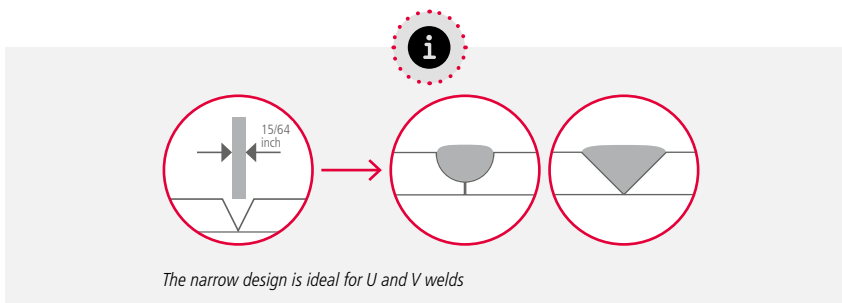 i
15/64
inch
The narrow design is ideal for U and V welds